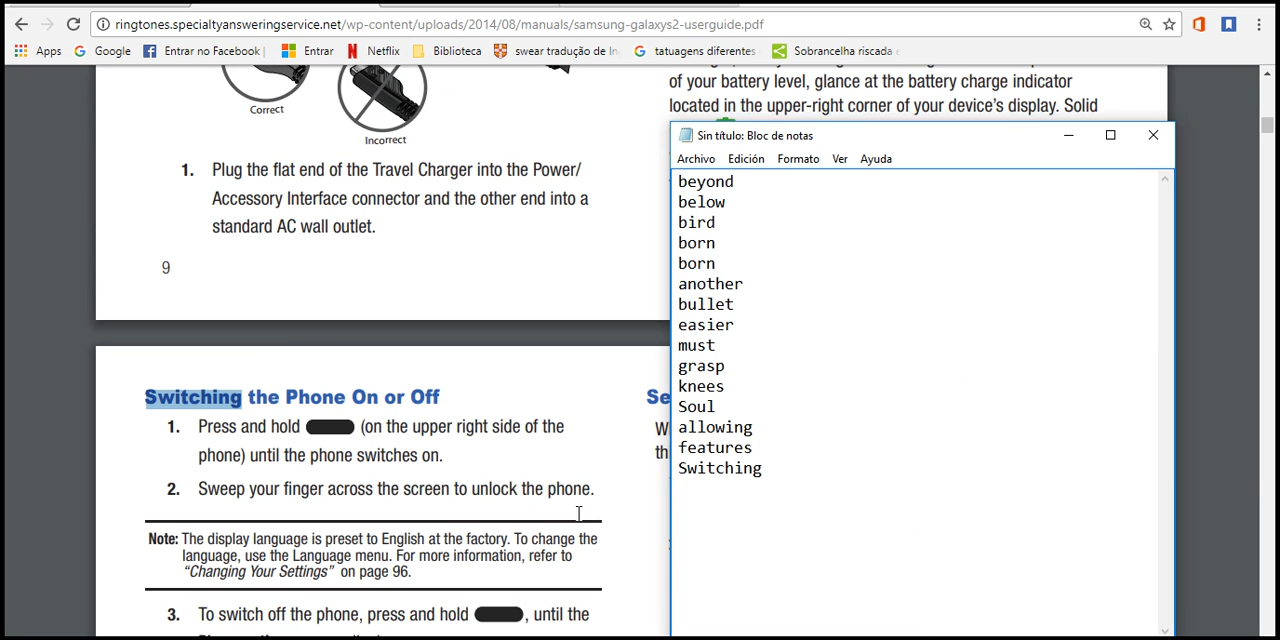 ringtones.specialtyansweringservice.net/wp-content/uploads/2014/08/manuals/samsung-galaxys2-userguide.pdf
Apps Google Entrar no Facebook | Entrar Netflix Biblioteca swear tradução de In tatuagens diferentes Sobrancelha riscada
Correct
Incorrect
1. Plug the flat end of the Travel Charger into the Power/
Accessory Interface connector and the other end into a
standard AC wall outlet.
9
of your battery level, glance at the battery charge indicator
located in the upper-right corner of your device's display. Solid
Switching the Phone On or Off
1. Press and hold (on the upper right side of the
phone) until the phone switches on.
2. Sweep your finger across the screen to unlock the phone.
Note: The display language is preset to English at the factory. To change the
language, use the Language menu. For more information, refer to
"Changing Your Settings" on page 96.
3. To switch off the phone, press and hold , until the
Se
W
th
Sin título: Bloc de notas
Archivo Edición Formato Ver Ayuda
beyond
below
bird
born
born
another
bullet
easier
must
grasp
knees
Soul
allowing
features
Switching